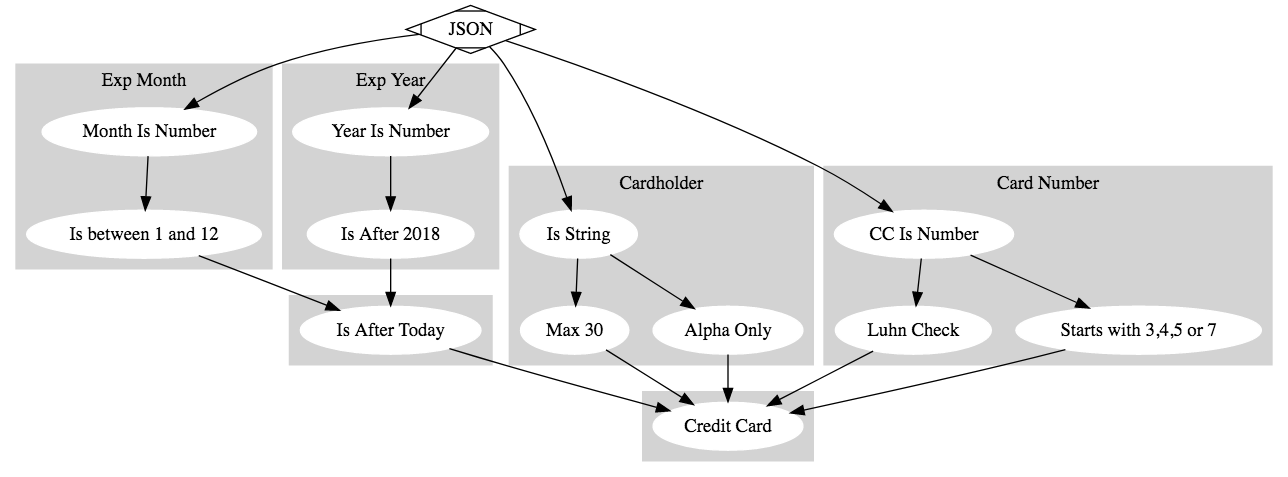 JSON
Exp Month
Exp Year
Month Is Number
Year Is Number
Cardholder
Card Number
Is between 1 and 12
Is After 2018
Is String
CC Is Number
Is After Today
Max 30
Alpha Only
Luhn Check
Starts with 3,4,5 or 7
Credit Card